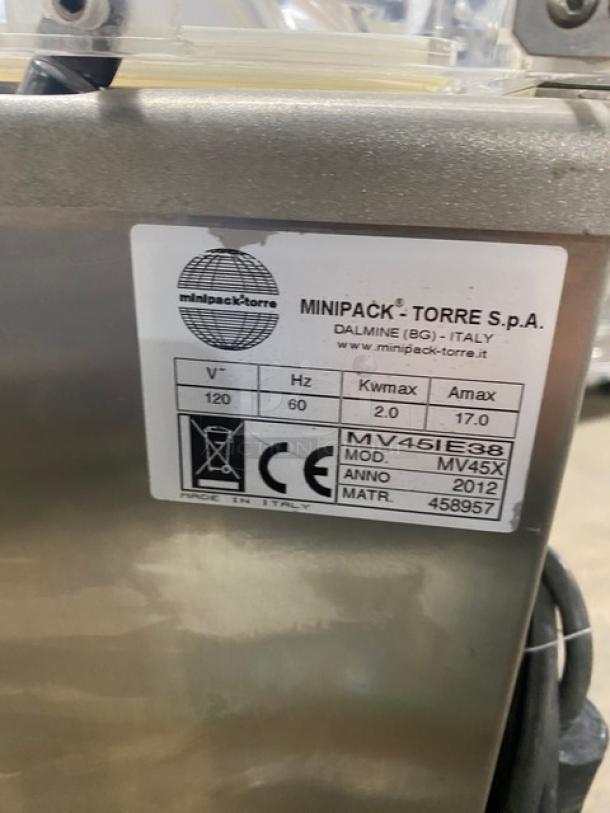 minipack-torre
MINIPACK® - TORRE S.p.A.
DALMINE (BG) - ITALY
www.minipack-torre.it
V~ Hz Kwmax Amax
120 60 2.0 17.0
MV45IE38
MOD. MV45X
ANNO 2012
MATR. 458957
CE
MADE IN ITALY